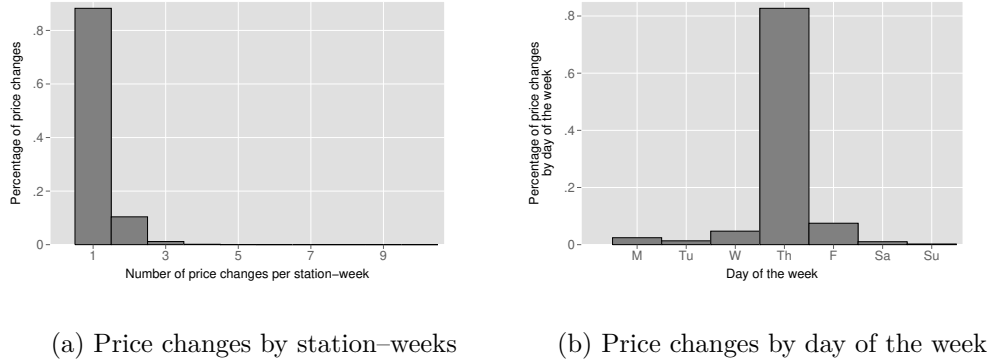 .8
.6
.4
.2
0
Percentage of price changes
1 3 5 7 9
Number of price changes per station−week
(a) Price changes by station–weeks
.8
.6
.4
.2
0
Percentage of price changes
by day of the week
M Tu W Th F Sa Su
Day of the week
(b) Price changes by day of the week